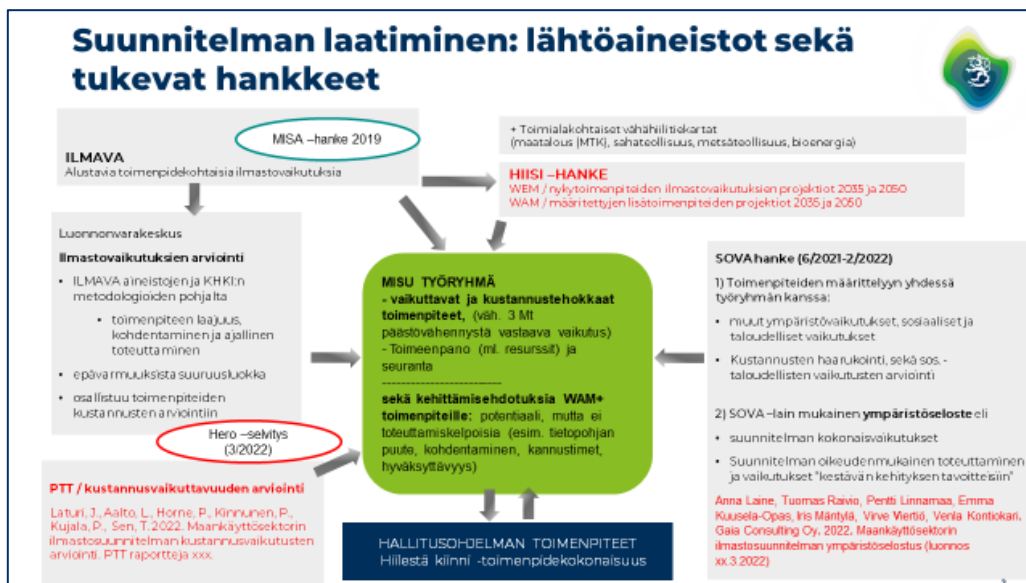 Suunnitelman laatiminen: lähtöaineistot sekä
tukevat hankkeet
MISA –hanke 2019
ILMAVA
Alustavia toimenpidekohtaisia ilmastovaikutuksia
+ Toimialakohtaiset vähähiilitiekartat
(maatalous (MTK), sahateollisuus, metsäteollisuus, bioenergia)
HIISI –HANKE
WEM / nykytoimenpiteiden ilmastovaikutuksien projektiot 2035 ja 2050
WAM / määritettyjen lisätoimenpiteiden projektiot 2035 ja 2050
Luonnonvarakeskus
Ilmastovaikutuksien arviointi
• ILMAVA aineistojen ja KHKI:n
metodologioiden pohjalta
• toimenpiteen laajuus,
kohdentaminen ja ajallinen
toteuttaminen
• epävarmuuksista suuruusluokka
• osallistuu toimenpiteiden
kustannusten arviointiin
Hero –selvitys
(3/2022)
PTT / kustannusvaikuttavuuden arviointi
Laturi, J., Aalto, L., Horne, P., Kinnunen, P.,
Kujala, P., Sen, T. 2022. Maankäyttösektorin
ilmastosuunnitelman kustannusvaikutusten
arviointi. PTT raportteja xxx.
MISU TYÖRYHMÄ
- vaikuttavat ja kustannustehokkaat
toimenpiteet, (väh. 3 Mt
päästövähennystä vastaava vaikutus)
- Toimeenpano (ml. resurssit) ja
seuranta
--------------------------
sekä kehittämisehdotuksia WAM+
toimenpiteille: potentiaali, mutta ei
toteuttamiskelpoisia (esim. tietopohjan
puute, kohdentaminen, kannustimet,
hyväksyttävyys)
HALLITUSOHJELMAN TOIMENPITEET
Hiilestä kiinni -toimenpidekokonaisuus
SOVA hanke (6/2021-2/2022)
1) Toimenpiteiden määrittelyyn yhdessä
työryhmän kanssa:
• muut ympäristövaikutukset, sosiaaliset ja
taloudelliset vaikutukset
• Kustannusten haarukointi, sekä sos. -
taloudellisten vaikutusten arviointi
2) SOVA –lain mukainen ympäristöseloste eli
• suunnitelman kokonaisvaikutukset
• Suunnitelman oikeudenmukainen toteuttaminen
ja vaikutukset "kestävän kehityksen tavoitteisiin"
Anna Laine, Tuomas Raivio, Pentti Linnamaa, Emma
Kuusela-Opas, Iris Mäntylä, Virve Viertiö, Venla Kontiokari.
Gaia Consulting Oy. 2022. Maankäyttösektorin
ilmastosuunnitelman ympäristöselostus (luonnos
xx.3.2022)